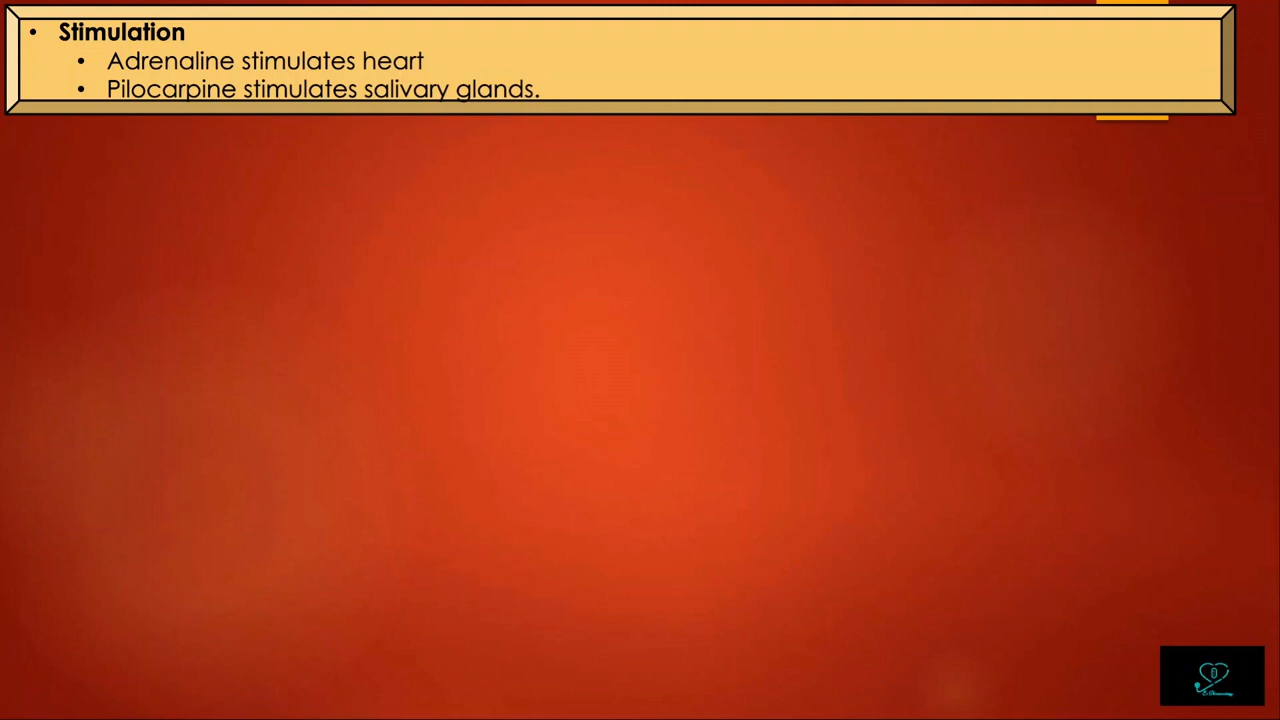 • Stimulation
• Adrenaline stimulates heart
• Pilocarpine stimulates salivary glands.